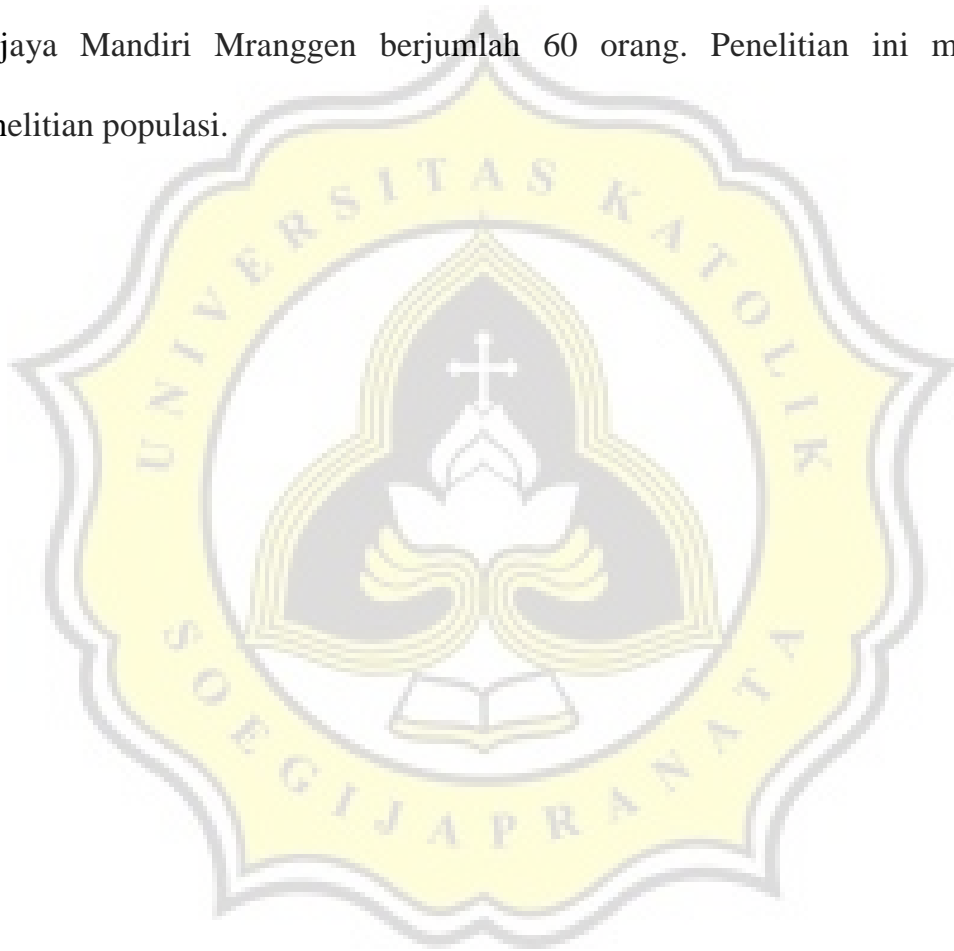 jaya Mandiri Mranggen berjumlah 60 orang. Penelitian ini
nelitian populasi.
UNIVERSITAS KATOLIK
SOEGIJAPRANATA